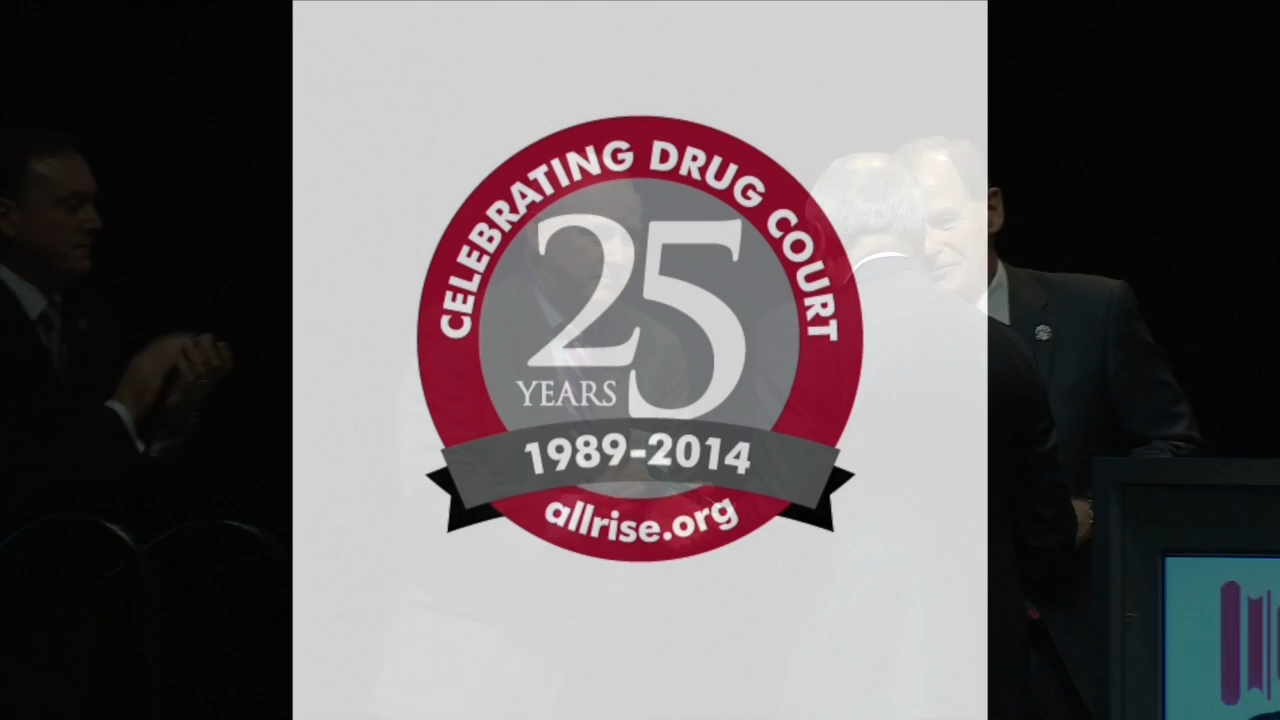 CELEBRATING DRUG COURT
25
YEARS
1989-2014
allrise.org